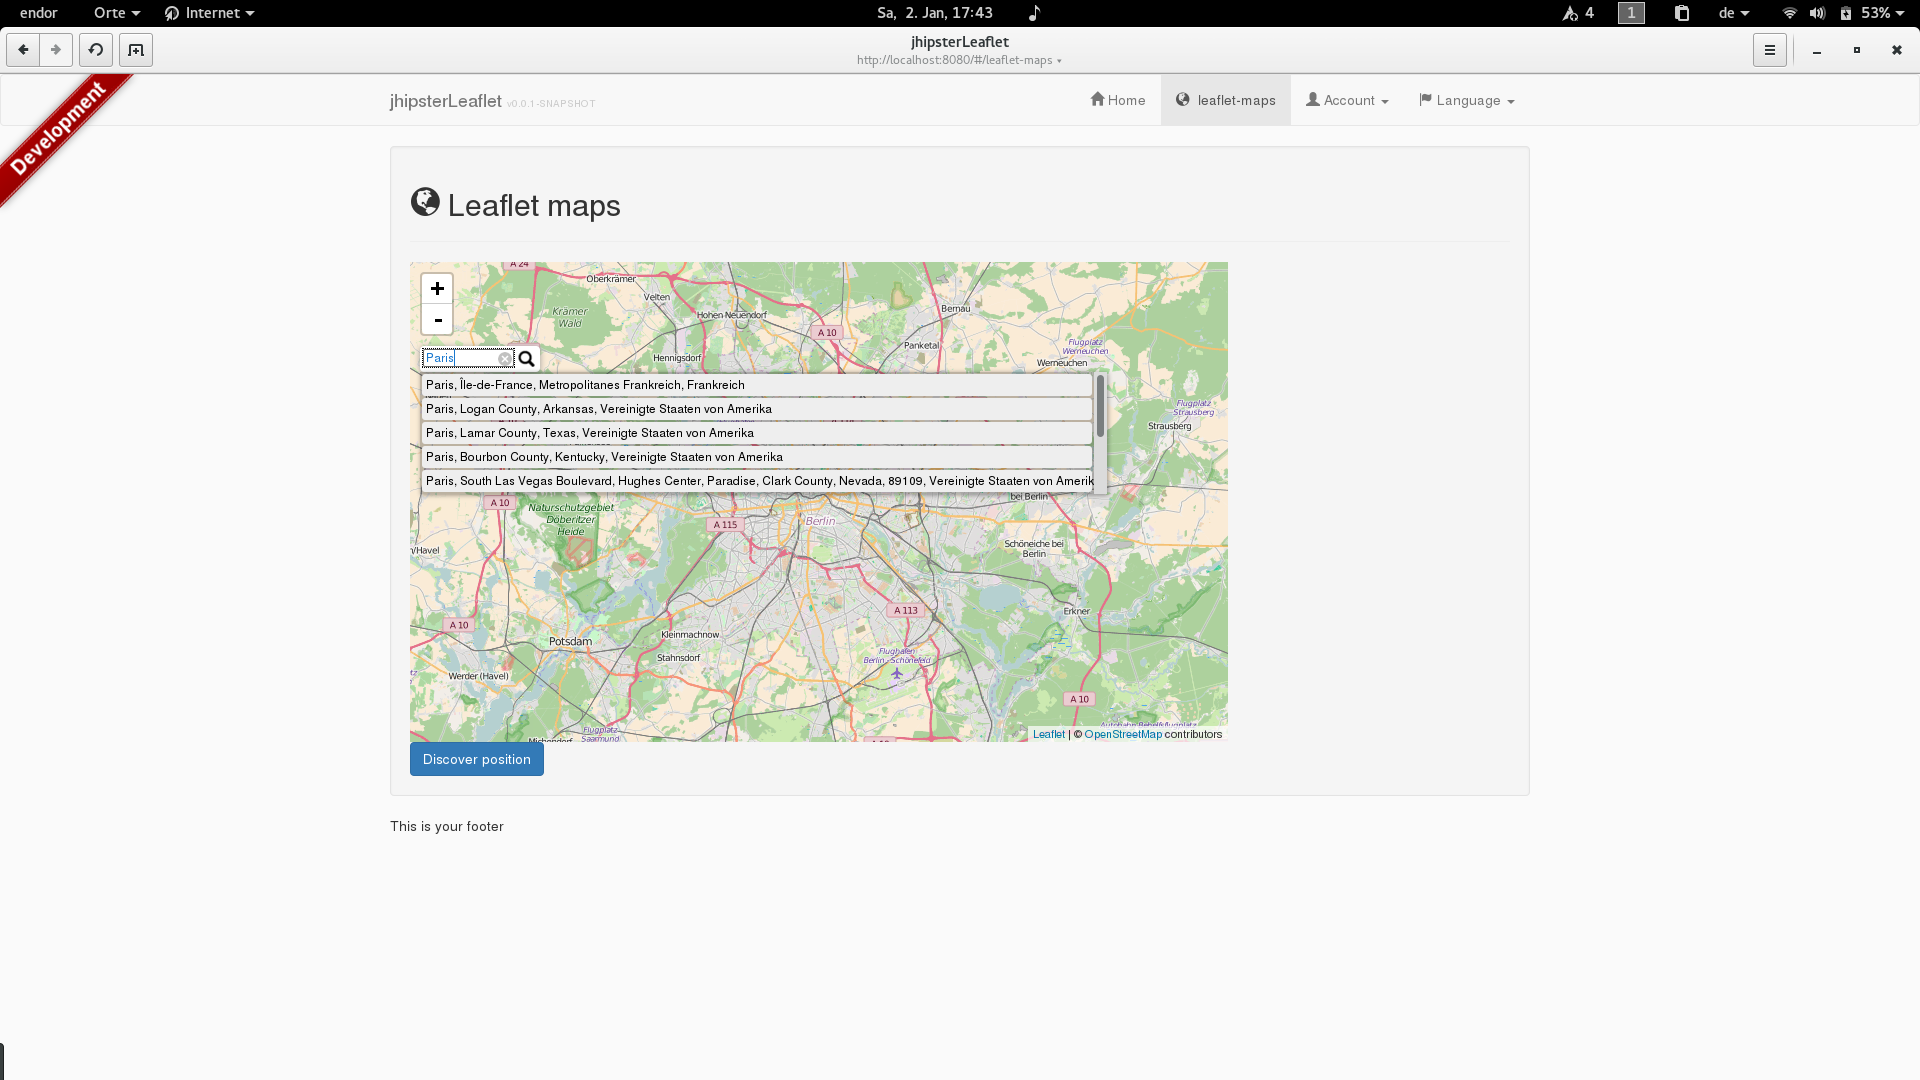 endor Orte Internet Sa, 2. Jan, 17:43 4 1 de 53%
jhipsterLeaflet
http://localhost:8080/#/leaflet-maps
Development
jhipsterLeaflet v0.0.1-SNAPSHOT Home leaflet-maps Account Language
Leaflet maps
A 24
Oberkrämer
Velten
Bernau
Krämer
Wald
Hohen Neuendorf
A 10
Panketal
Flugplatz
Werneuchen
Hennigsdorf
Werneuchen
+
-
Paris
Paris, Île-de-France, Metropolitanes Frankreich, Frankreich
Paris, Logan County, Arkansas, Vereinigte Staaten von Amerika
Paris, Lamar County, Texas, Vereinigte Staaten von Amerika
Paris, Bourbon County, Kentucky, Vereinigte Staaten von Amerika
Paris, South Las Vegas Boulevard, Hughes Center, Paradise, Clark County, Nevada, 89109, Vereinigte Staaten von Amerik
Flugplatz
Strausberg
Strausberg
bei Berlin
A 10
Naturschutzgebiet
Döberitzer
Heide
A 115
Berlin
n/Havel
Schöneiche bei
Berlin
A 113
Erkner
A 10
Potsdam
Kleinmachnow
Stahnsdorf
Flughafen
Berlin - Schönefeld
Werder (Havel)
A 10
Flugplatz
Saarmund
Michendorf
Leaflet | © OpenStreetMap contributors
Discover position
This is your footer